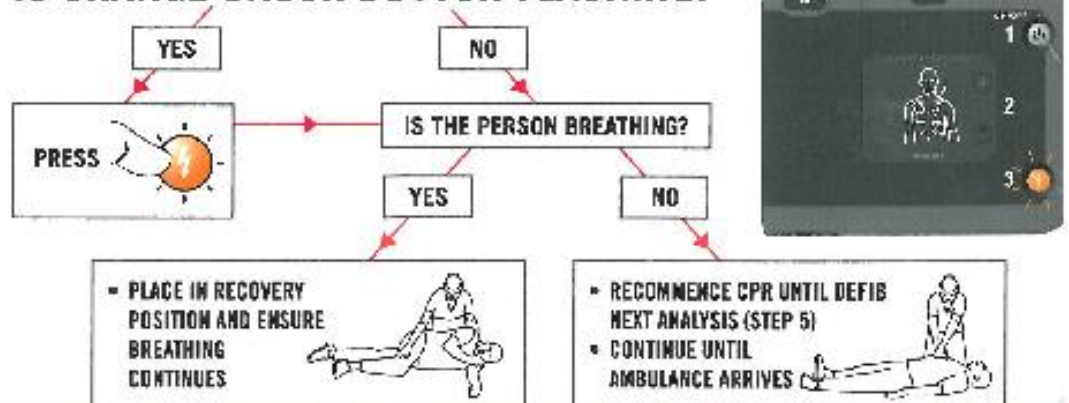 YES
NO
PRESS
IS THE PERSON BREATHING?
YES
NO
1
2
3
- PLACE IN RECOVERY
POSITION AND ENSURE
BREATHING
CONTINUES
- RECOMMENCE CPR UNTIL DEFIB
NEXT ANALYSIS (STEP 5)
- CONTINUE UNTIL
AMBULANCE ARRIVES